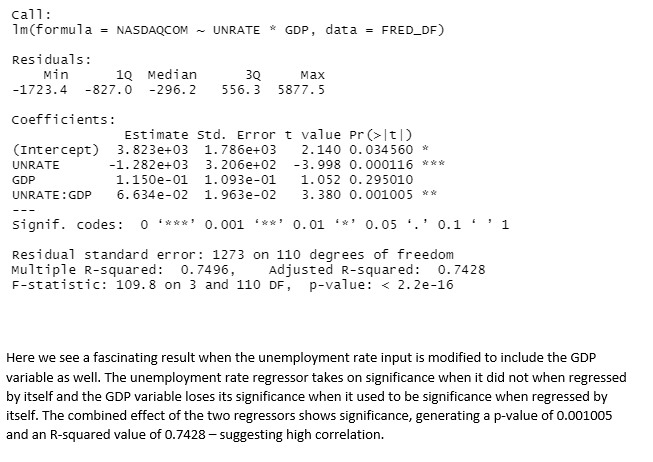 Call:
lm(formula = NASDAQCOM ~ UNRATE * GDP, data = FRED_DF)
Residuals:
Min 1Q Median 3Q Max
-1723.4 -827.0 -296.2 556.3 5877.5
Coefficients:
Estimate Std. Error t value Pr(>|t|)
(Intercept) 3.823e+03 1.786e+03 2.140 0.034560 *
UNRATE -1.282e+03 3.206e+02 -3.998 0.000116 ***
GDP 1.150e-01 1.093e-01 1.052 0.295010
UNRATE:GDP 6.634e-02 1.963e-02 3.380 0.001005 **
---
Signif. codes: 0 ‘***’ 0.001 ‘**’ 0.01 ‘*’ 0.05 ‘.’ 0.1 ‘ ’ 1
Residual standard error: 1273 on 110 degrees of freedom
Multiple R-squared: 0.7496, Adjusted R-squared: 0.7428
F-statistic: 109.8 on 3 and 110 DF, p-value: < 2.2e-16
Here we see a fascinating result when the unemployment rate input is modified to include the GDP
variable as well. The unemployment rate regressor takes on significance when it did not when regressed
by itself and the GDP variable loses its significance when it used to be significance when regressed by
itself. The combined effect of the two regressors shows significance, generating a p-value of 0.001005
and an R-squared value of 0.7428 – suggesting high correlation.